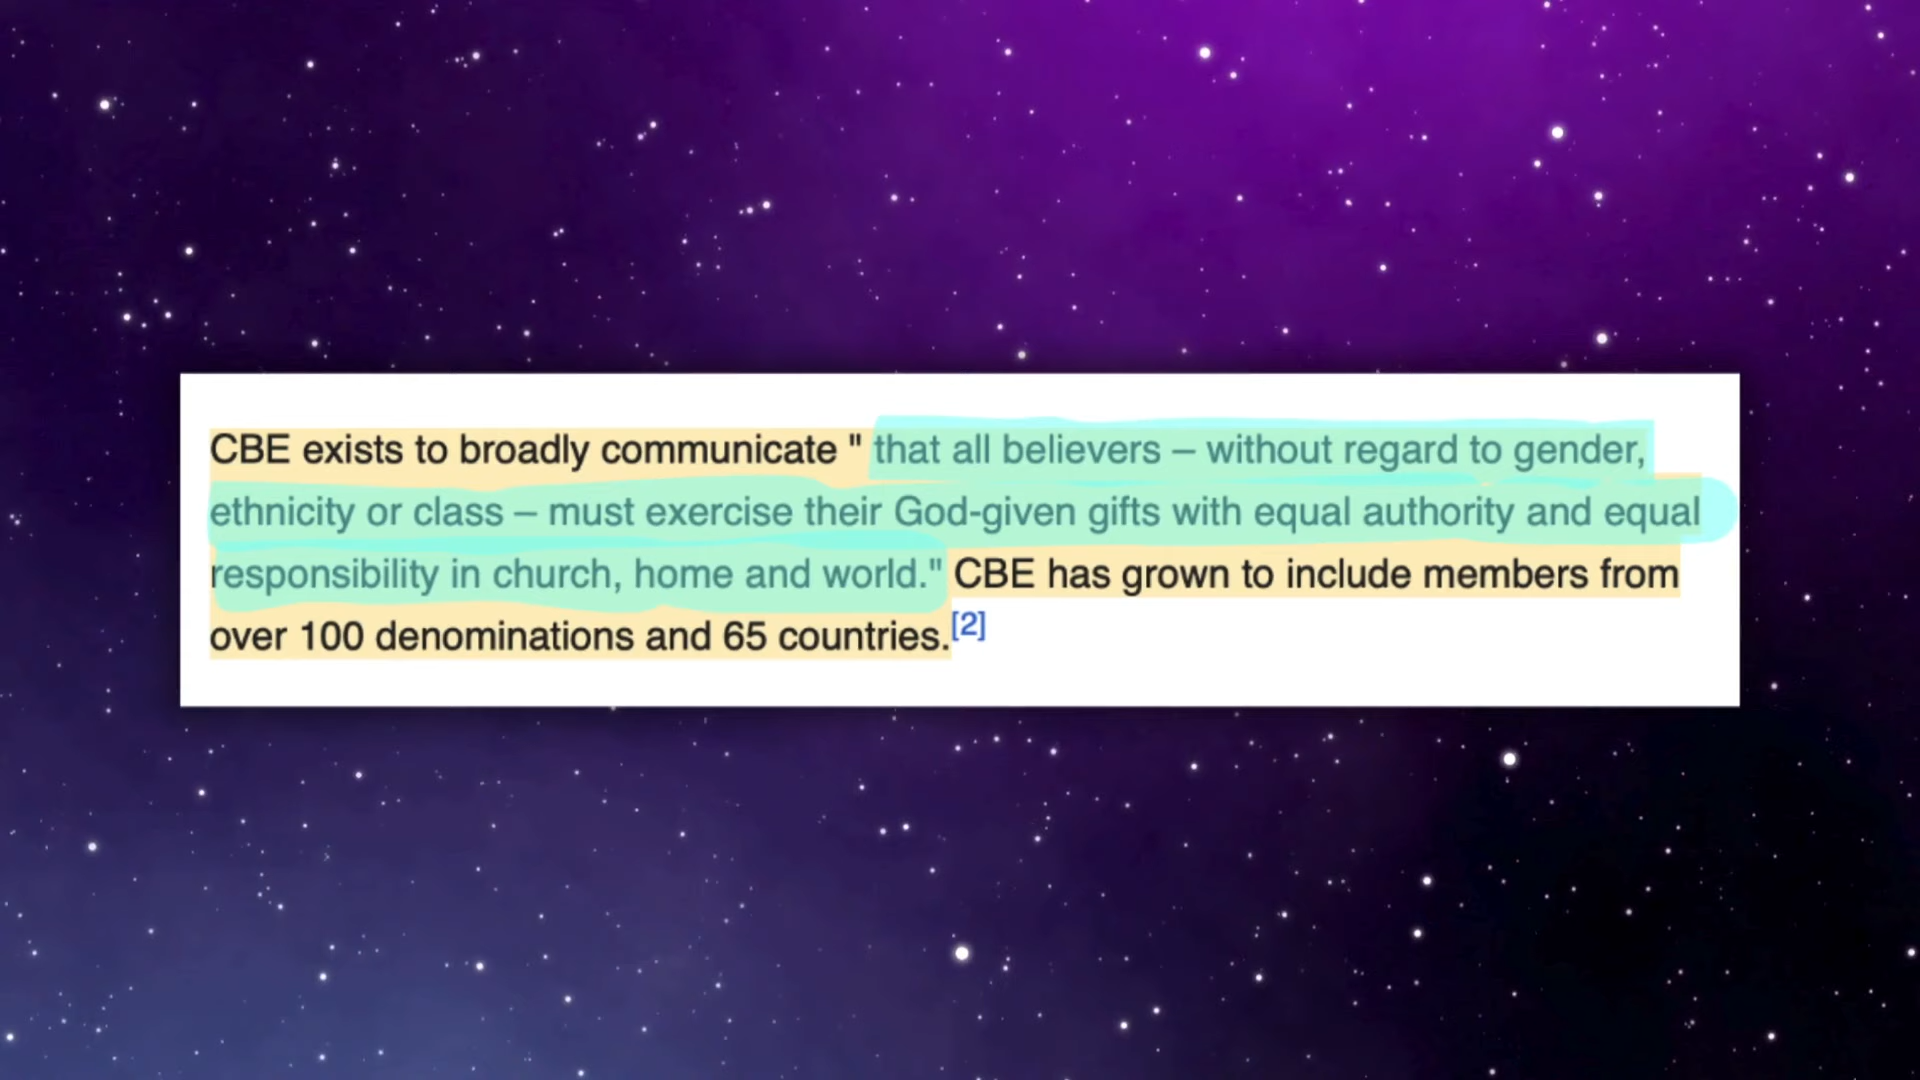 CBE exists to broadly communicate " that all believers – without regard to gender,
ethnicity or class – must exercise their God-given gifts with equal authority and equal
responsibility in church, home and world." CBE has grown to include members from
over 100 denominations and 65 countries.[2]